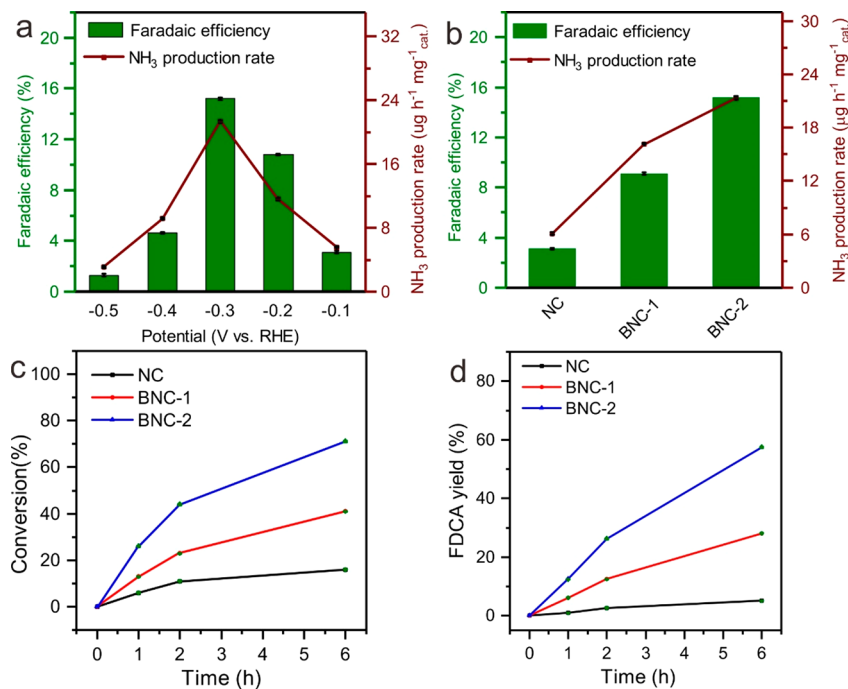 a
Faradaic efficiency
NH₃ production rate
Faradaic efficiency (%)
22
20
16
12
8
4
0
NH₃ production rate (ug h⁻¹ mg⁻¹cat.)
32
24
16
8
0
-0.5 -0.4 -0.3 -0.2 -0.1
Potential (V vs. RHE)
b
Faradaic efficiency
NH₃ production rate
Faradaic efficiency (%)
20
16
12
8
4
0
NH₃ production rate (μg h⁻¹ mg⁻¹cat.)
30
24
18
12
6
0
NC BNC-1 BNC-2
c
NC
BNC-1
BNC-2
Conversion(%)
100
80
60
40
20
0
0 1 2 3 4 5 6
Time (h)
d
NC
BNC-1
BNC-2
FDCA yield (%)
80
60
40
20
0
0 1 2 3 4 5 6
Time (h)